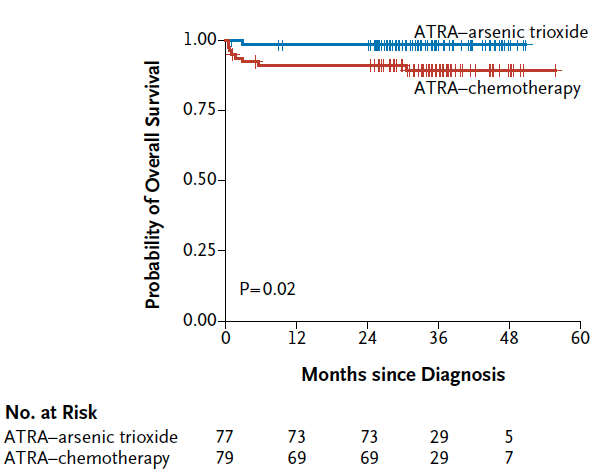 ATRA–arsenic trioxide
1.00
ATRA–chemotherapy
0.75
0.50
0.25
0.00
Probability of Overall Survival
P=0.02
0 12 24 36 48 60
Months since Diagnosis
No. at Risk
ATRA–arsenic trioxide 77 73 73 29 5
ATRA–chemotherapy 79 69 69 29 7